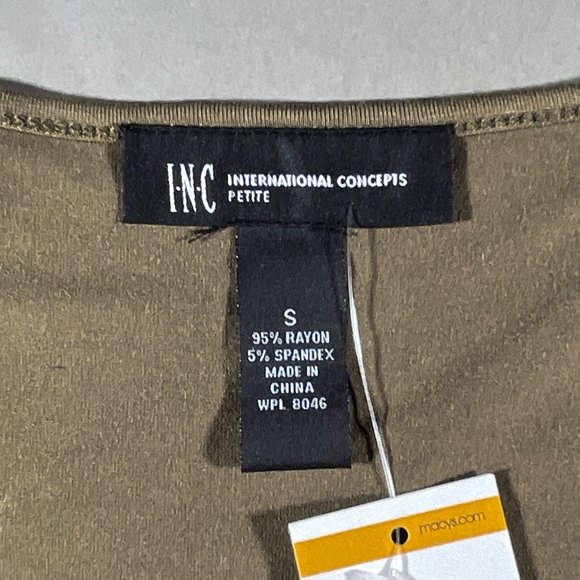 I·N·C INTERNATIONAL CONCEPTS
PETITE
S
95% RAYON
5% SPANDEX
MADE IN
CHINA
WPL 8046
macys.com